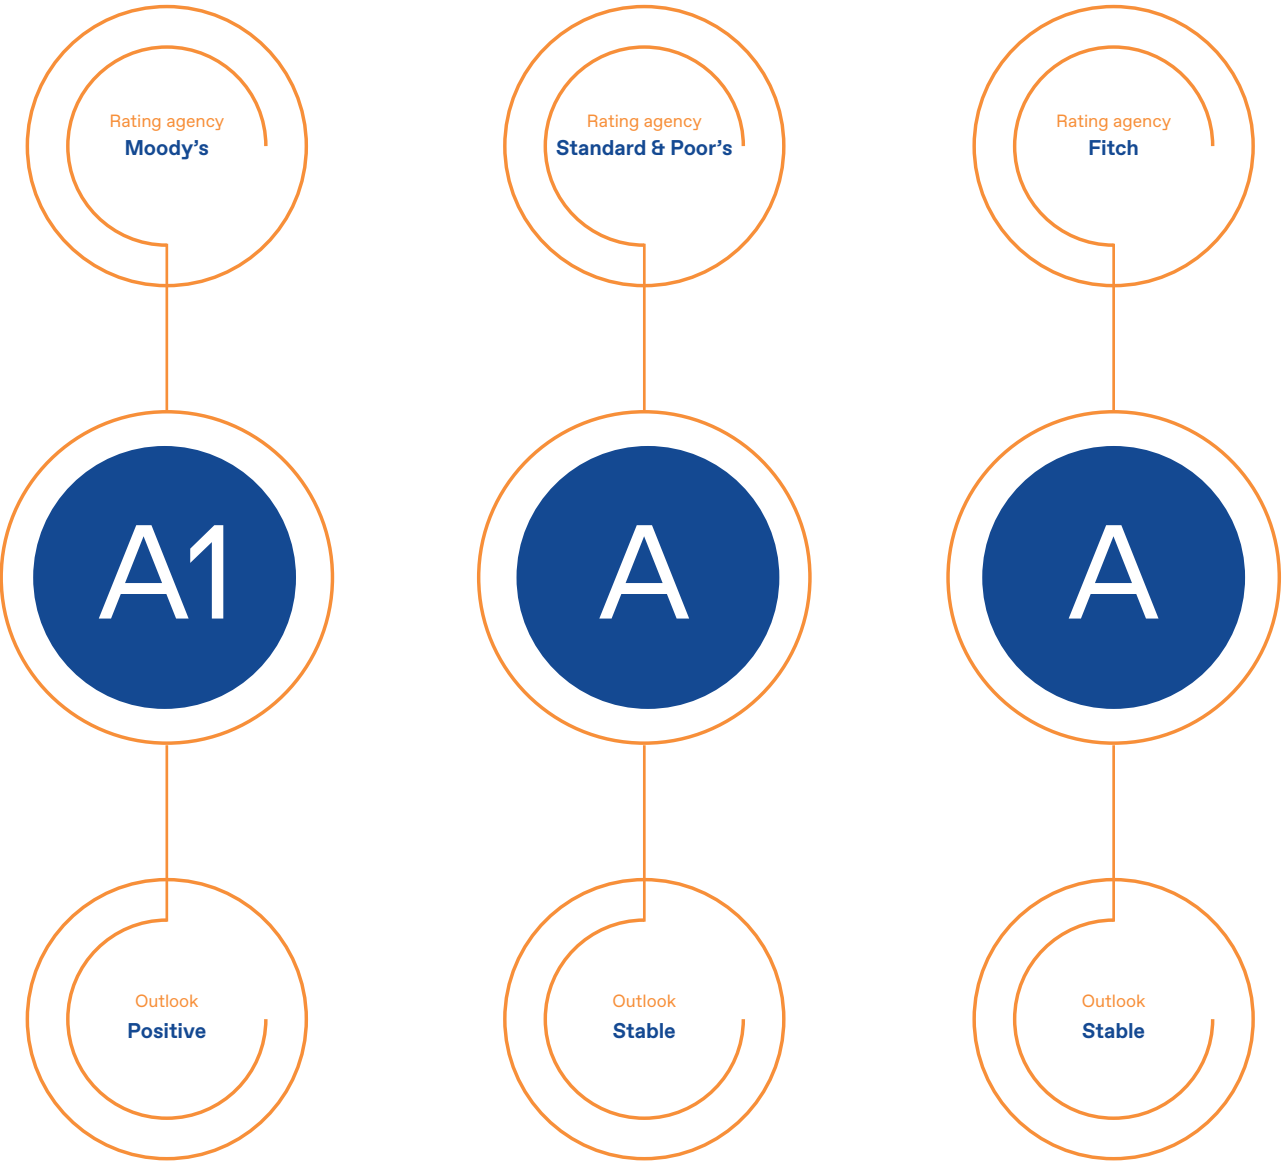 Rating agency
Moody’s
Rating agency
Standard & Poor’s
Rating agency
Fitch
A1
A
A
Outlook
Positive
Outlook
Stable
Outlook
Stable